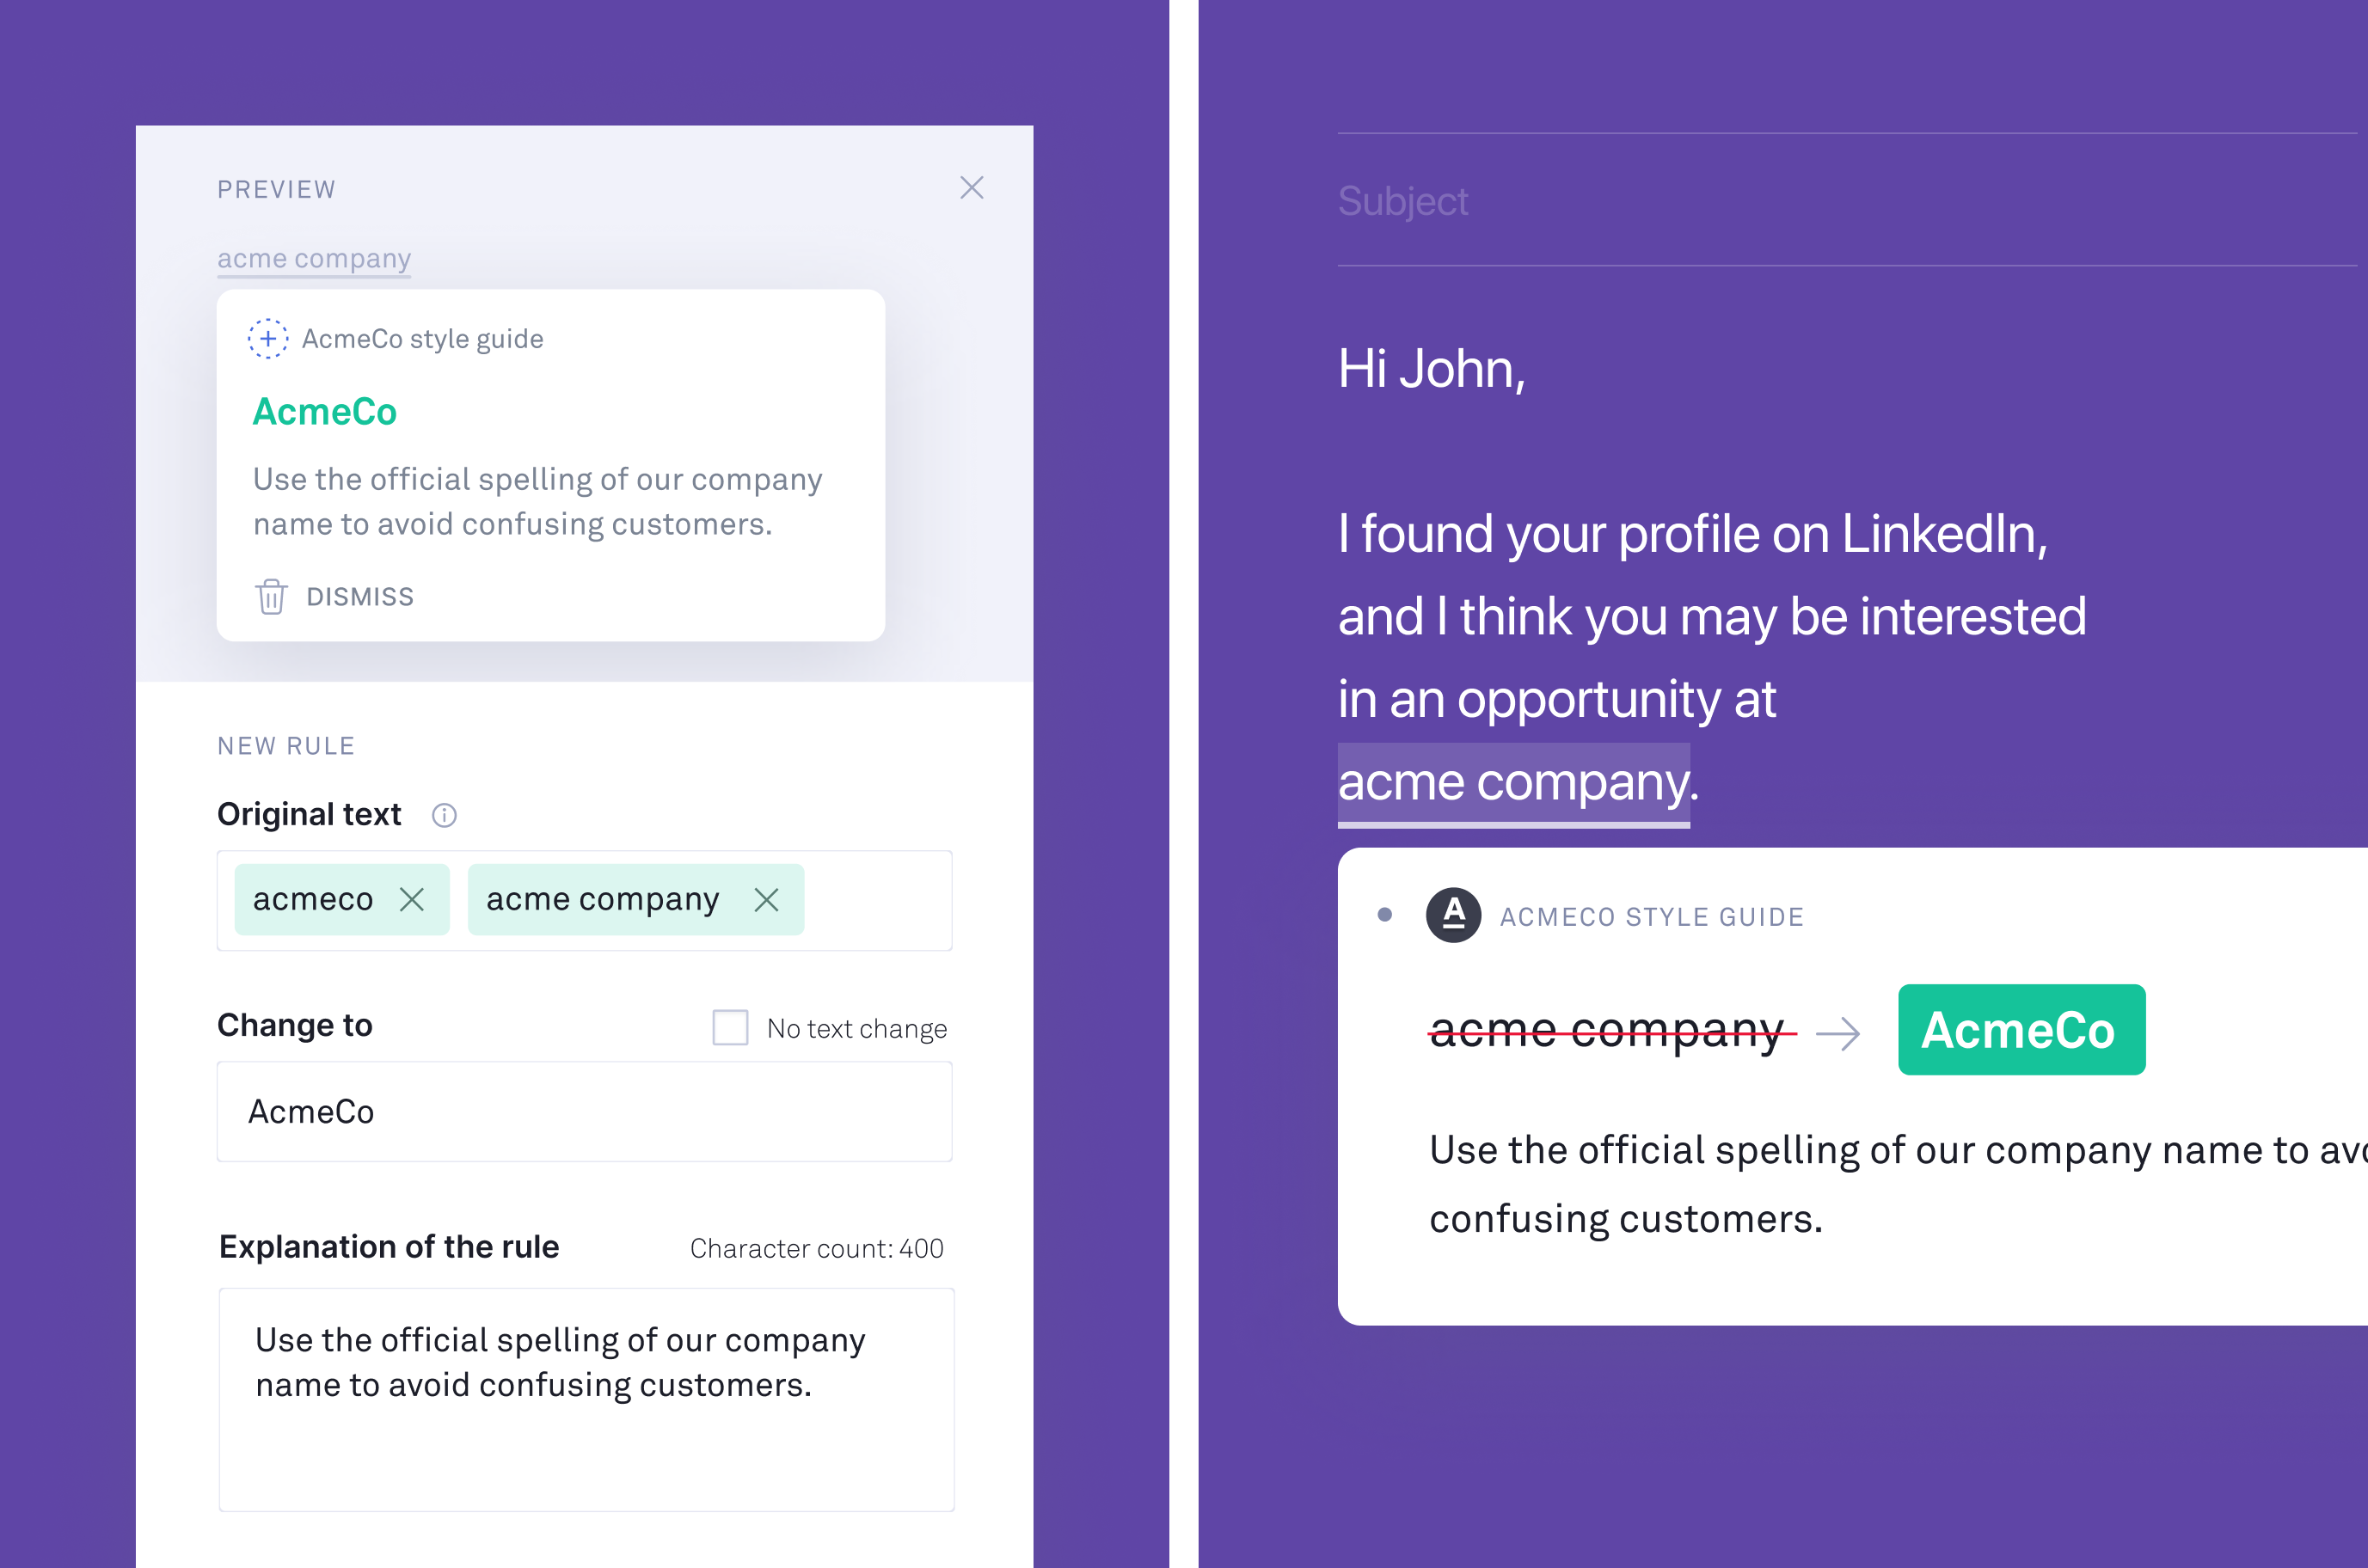 PREVIEW
acme company
AcmeCo style guide
AcmeCo
Use the official spelling of our company
name to avoid confusing customers.
DISMISS
NEW RULE
Original text
acmeco
acme company
Change to
No text change
AcmeCo
Explanation of the rule
Character count: 400
Use the official spelling of our company
name to avoid confusing customers.
Subject
Hi John,
I found your profile on LinkedIn,
and I think you may be interested
in an opportunity at
acme company.
A
ACMECO STYLE GUIDE
acme company
AcmeCo
Use the official spelling of our company name to
confusing customers.